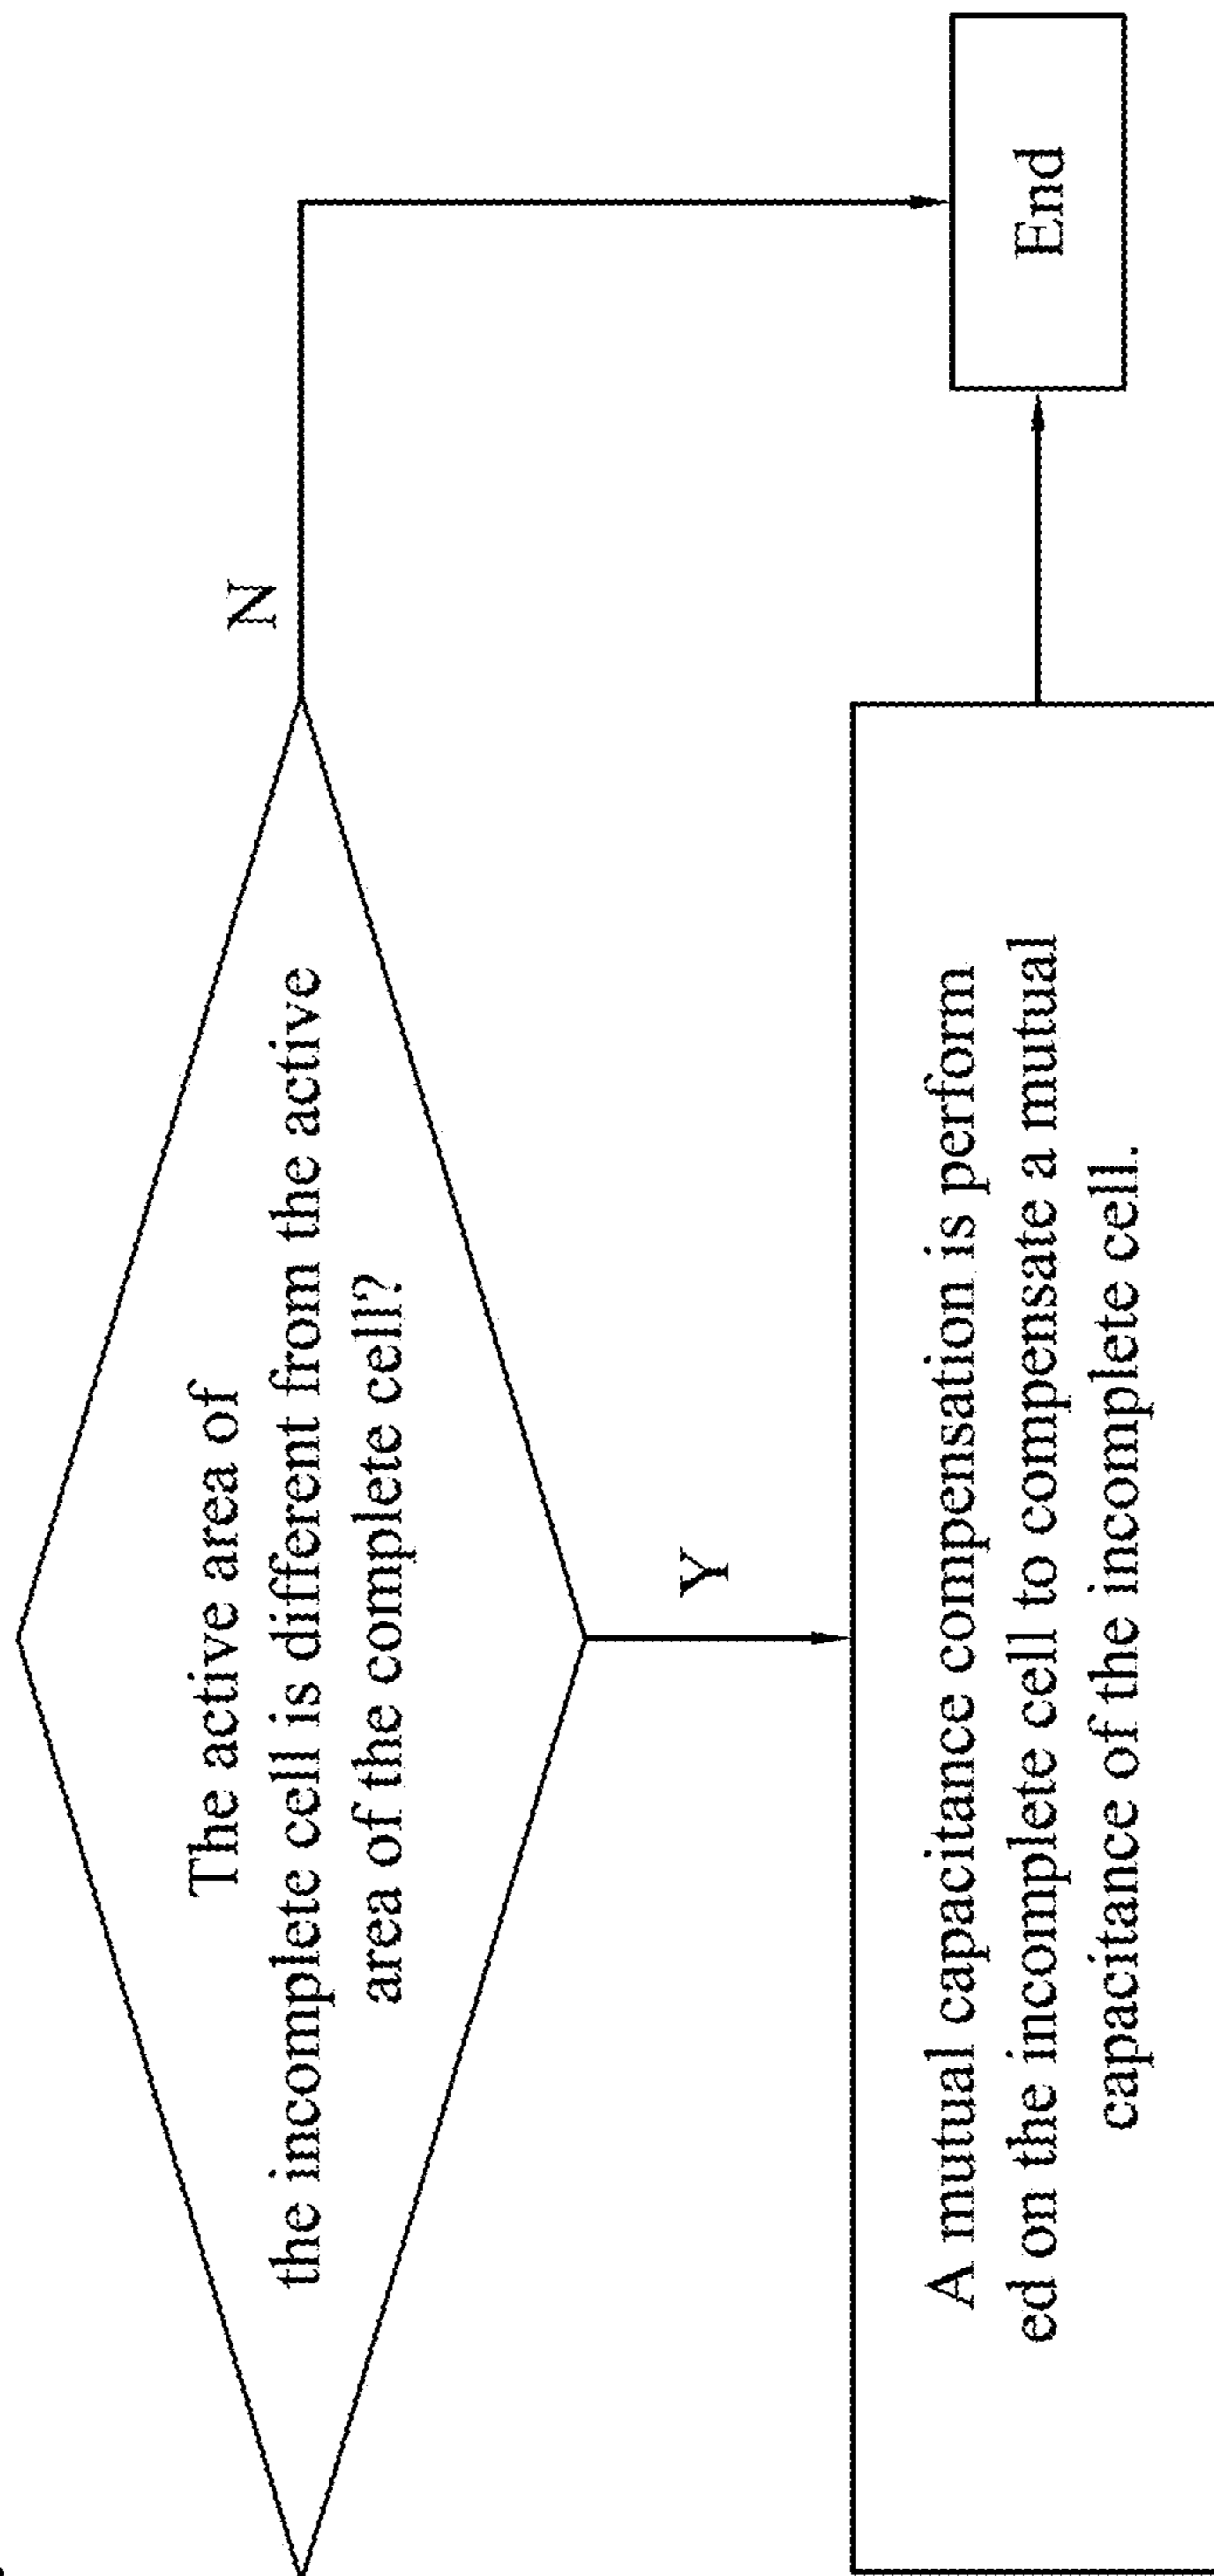 The active area of
the incomplete cell is different from the active
area of the complete cell?
N
Y
A mutual capacitance compensation is perform
ed on the incomplete cell to compensate a mutual
capacitance of the incomplete cell.
End